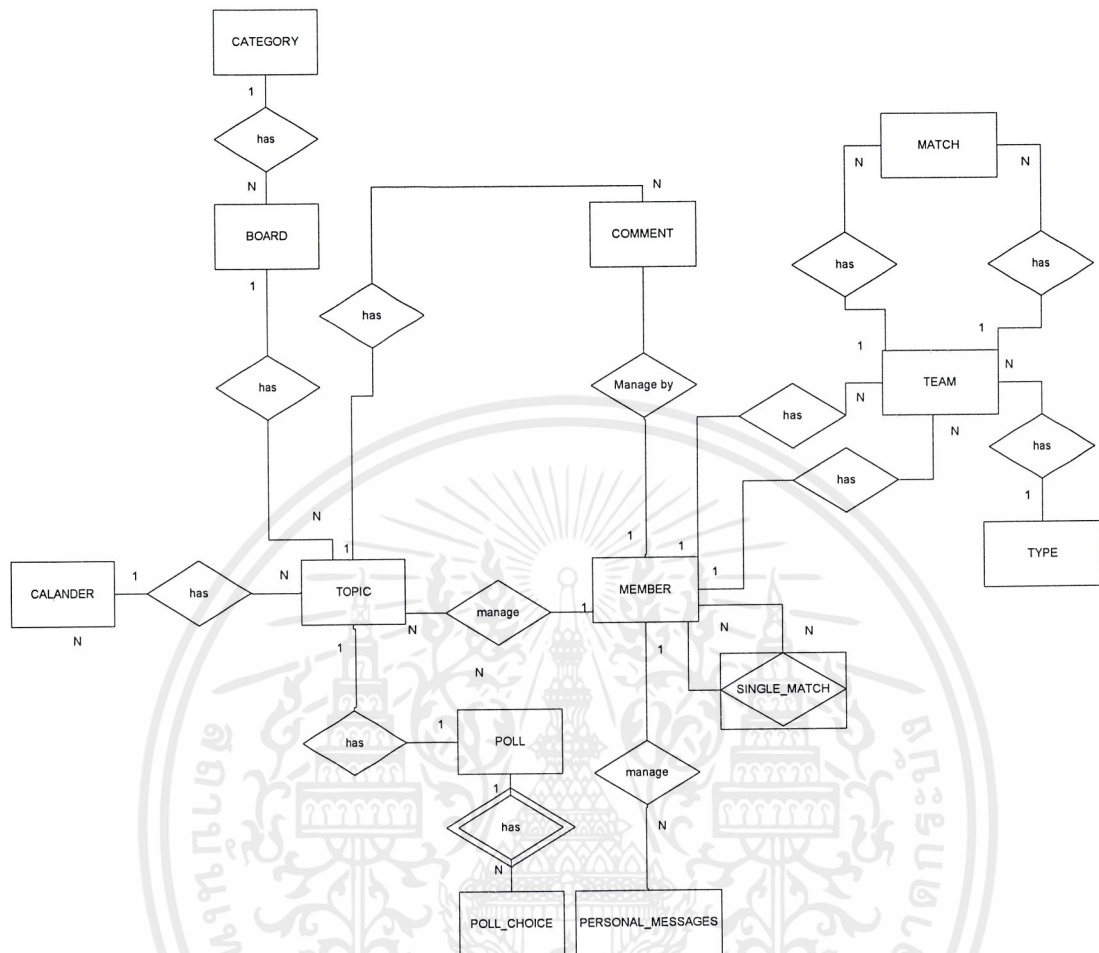 CATEGORY
1
has
N
BOARD
1
has
N
N
COMMENT
has
1
Manage by
1
MATCH
N
N
has
has
1
1
TEAM
N
N
N
has
1
has
1
has
1
TYPE
CALANDER
N
1
has
N
TOPIC
N
manage
N
1
MEMBER
N
N
SINGLE_MATCH
1
has
1
POLL
1
has
N
POLL_CHOICE
1
manage
N
PERSONAL_MESSAGES